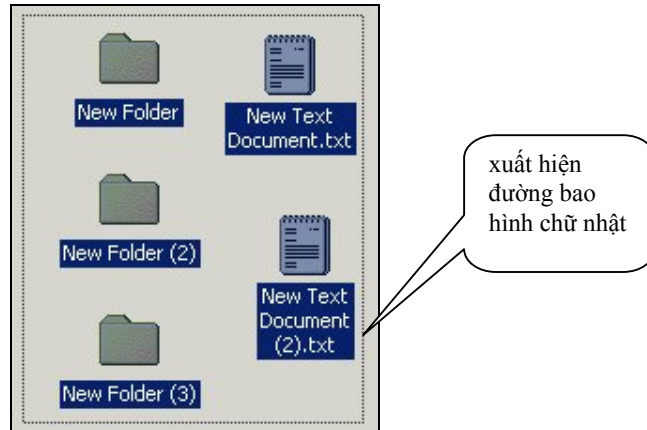 New Folder
New Text
Document.txt
New Folder (2)
New Text
Document
(2).txt
New Folder (3)
xuất hiện
đường bao
hình chữ nhật